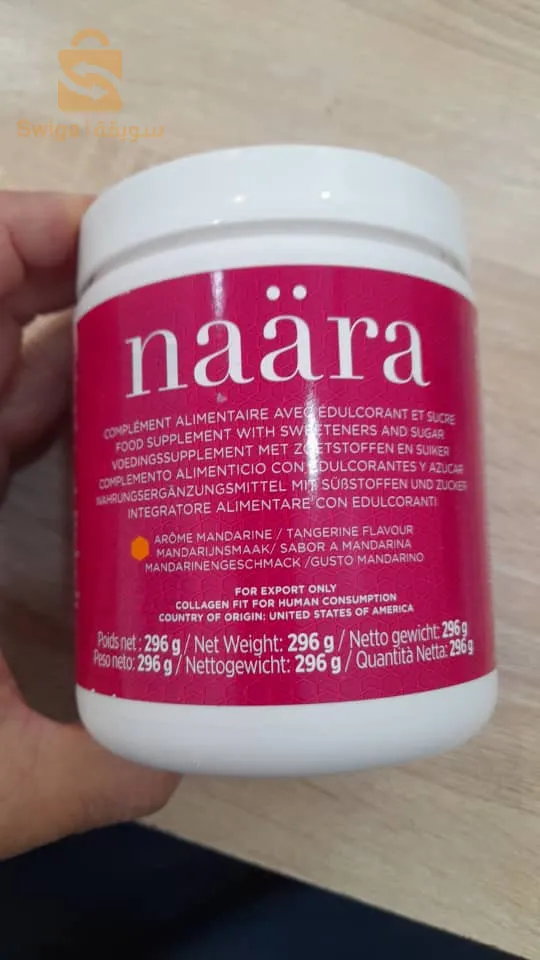 Swiga سويقة
naära
COMPLÉMENT ALIMENTAIRE AVEC ÉDULCORANT ET SUCRE
FOOD SUPPLEMENT WITH SWEETENERS AND SUGAR
VOEDINGSSUPPLEMENT MET ZOETSTOFFEN EN SUIKER
COMPLEMENTO ALIMENTICIO CON EDULCORANTES Y AZUCAR
NAHRUNGSERGÄNZUNGSMITTEL MIT SÜßSTOFFEN UND ZUCKER
INTEGRATORE ALIMENTARE CON EDULCORANTI
ARÔME MANDARINE / TANGERINE FLAVOUR
MANDARIJNSMAAK/ SABOR A MANDARINA
MANDARINENGESCHMACK /GUSTO MANDARINO
FOR EXPORT ONLY
COLLAGEN FIT FOR HUMAN CONSUMPTION
COUNTRY OF ORIGIN: UNITED STATES OF AMERICA
Poids net : 296 g / Net Weight: 296 g / Netto gewicht: 296 g
Peso neto: 296 g / Nettogewicht: 296 g / Quantità Netta: 296 g